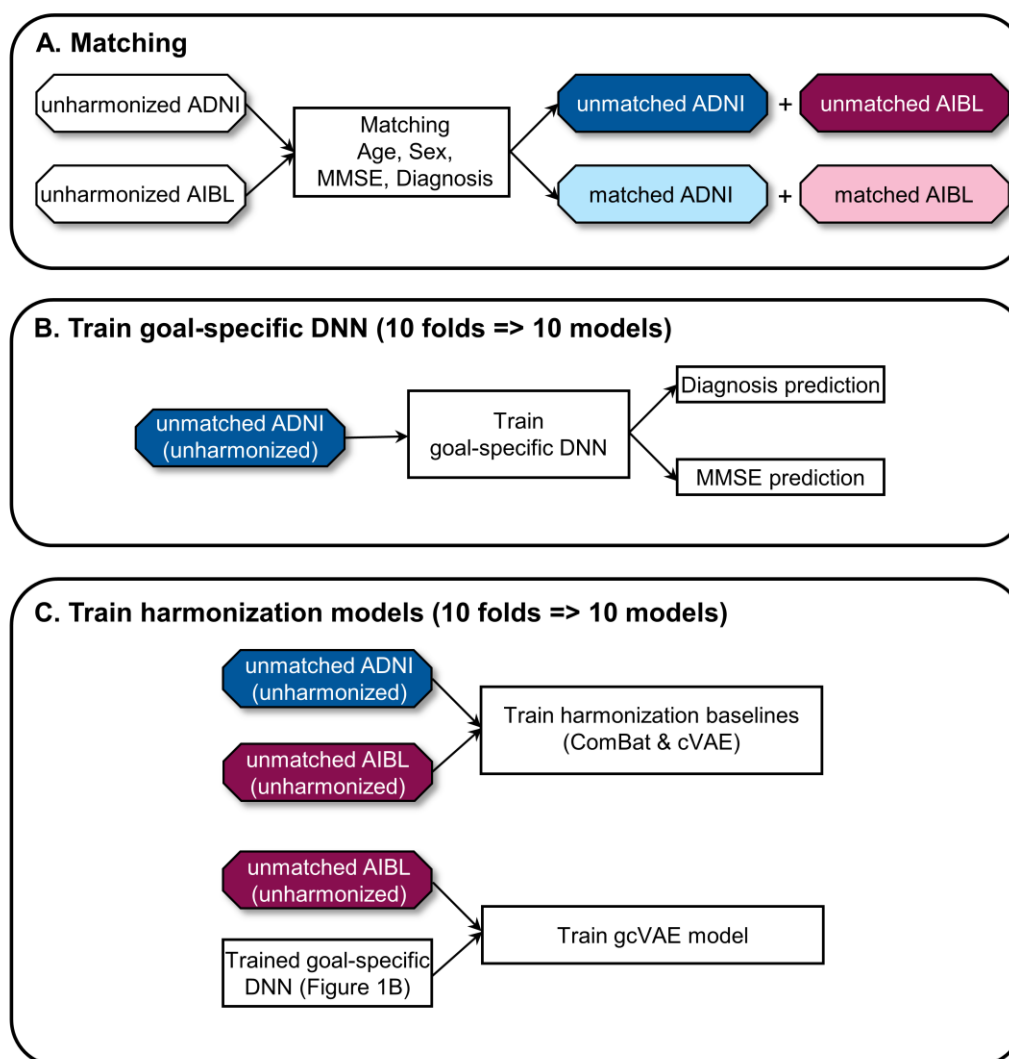 A. Matching
unharmonized ADNI
unharmonized AIBL
Matching
Age, Sex,
MMSE, Diagnosis
unmatched ADNI + unmatched AIBL
matched ADNI + matched AIBL
B. Train goal-specific DNN (10 folds => 10 models)
unmatched ADNI
(unharmonized)
Train
goal-specific DNN
Diagnosis prediction
MMSE prediction
C. Train harmonization models (10 folds => 10 models)
unmatched ADNI
(unharmonized)
unmatched AIBL
(unharmonized)
Train harmonization baselines
(ComBat & cVAE)
unmatched AIBL
(unharmonized)
Trained goal-specific
DNN (Figure 1B)
Train gcVAE model